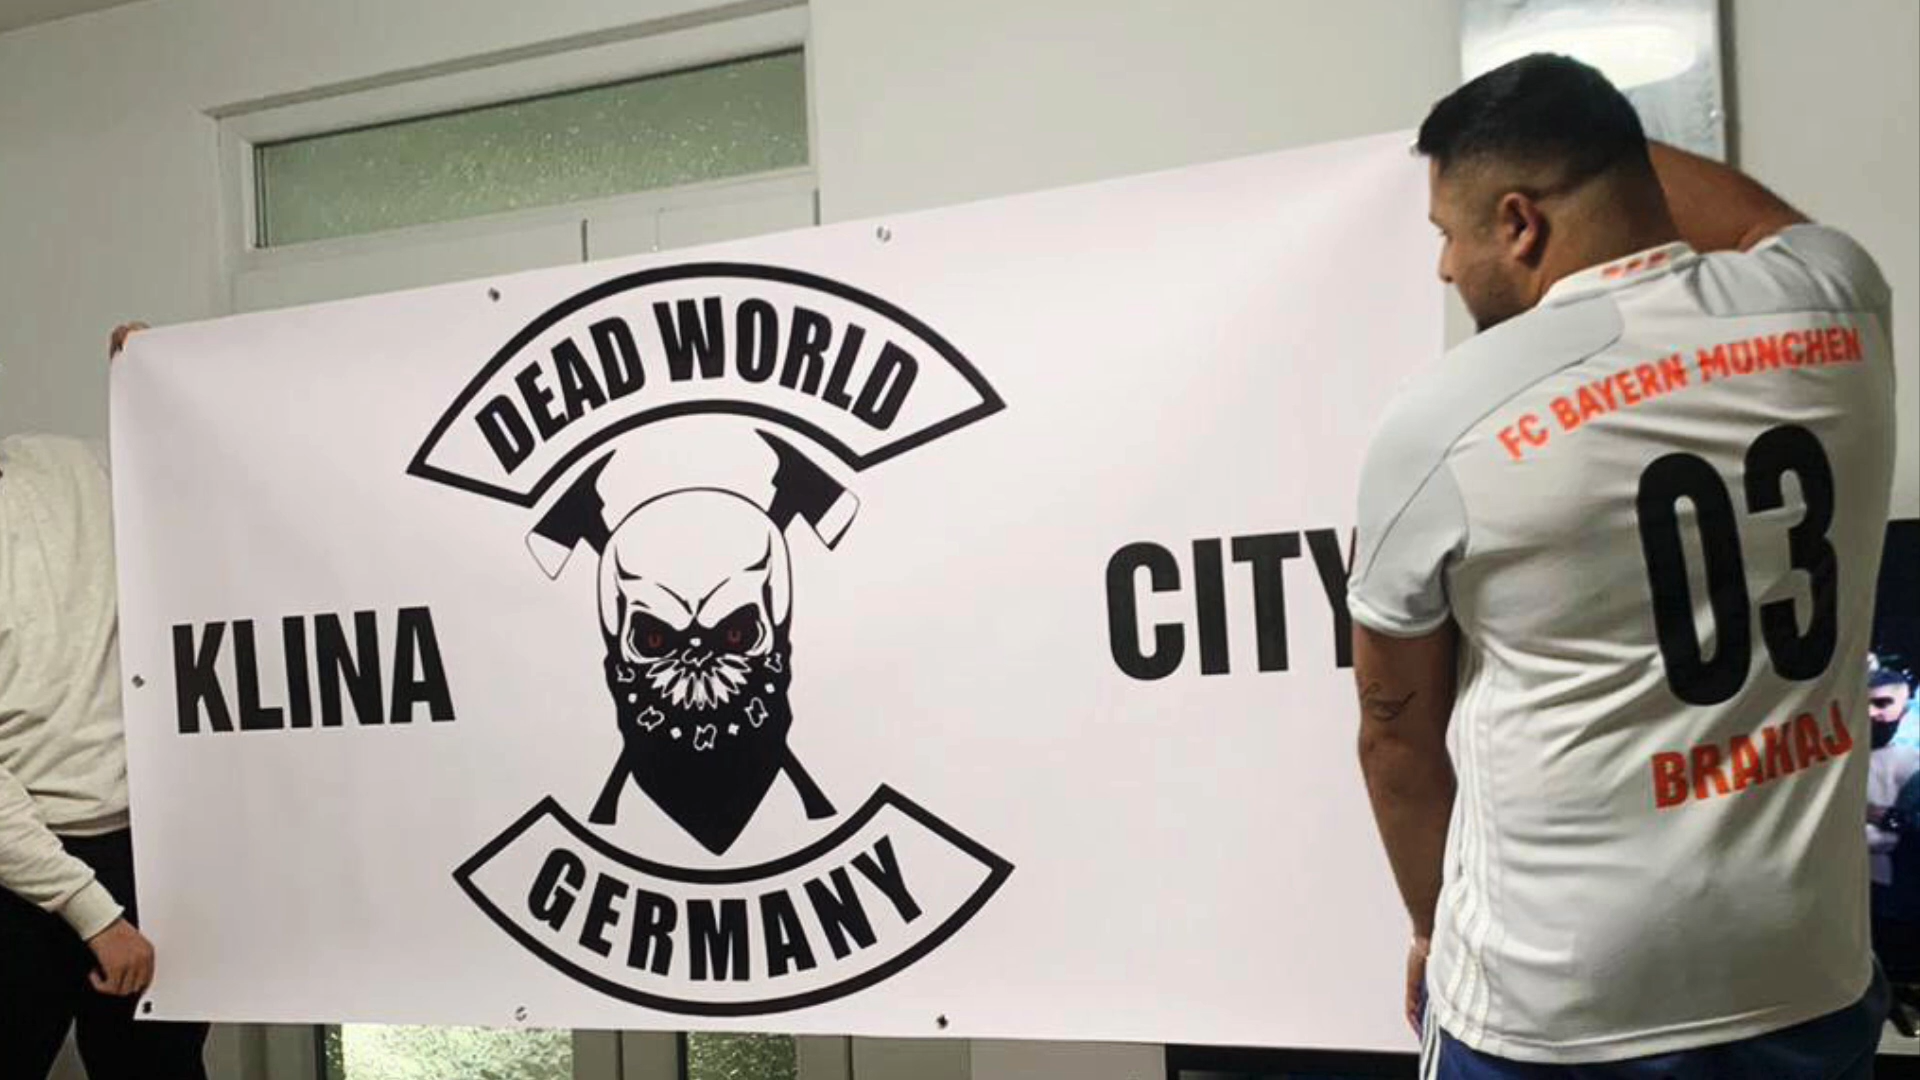 DEAD WORLD
KLINA
CITY
GERMANY
FC BAYERN MÜNCHEN
03
BRAHAJ